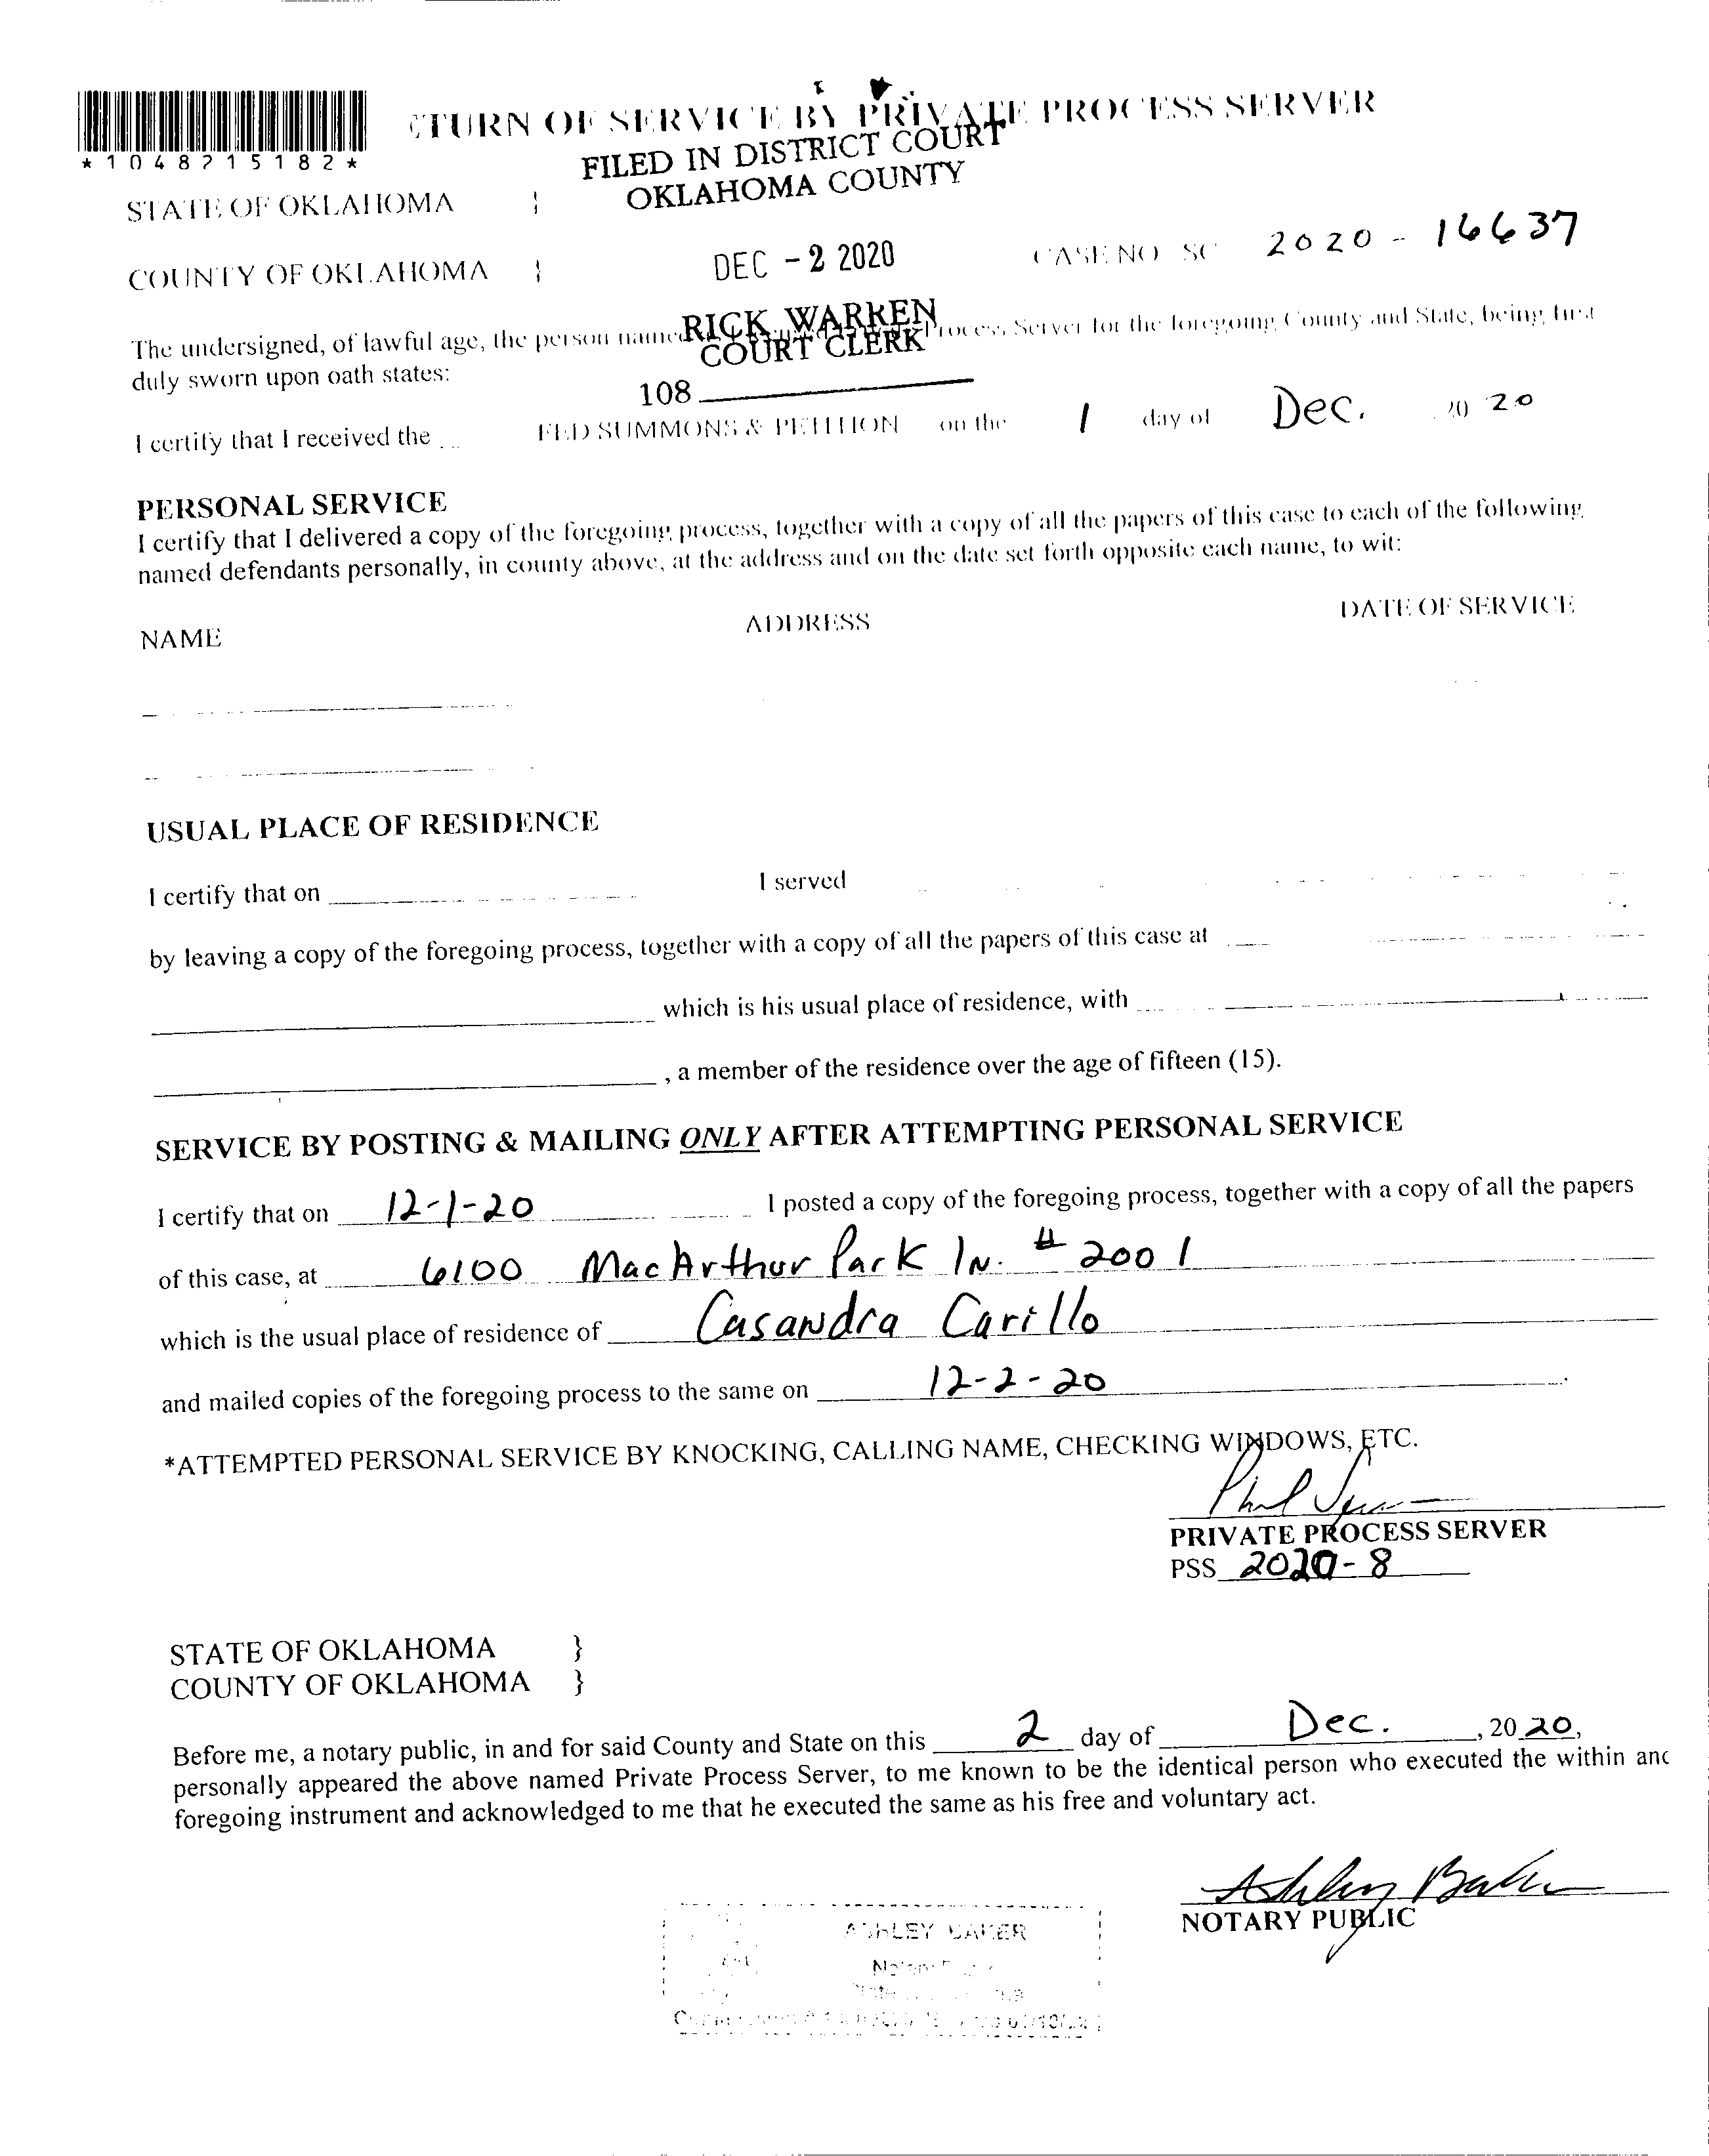 TURN OF SERVICE BY PRIVATE PROCESS SERVER
*1048715182*
FILED IN DISTRICT COURT
OKLAHOMA COUNTY
STATE OF OKLAHOMA }
DEC -2 2020
CASE NO SC 2020 - 16637
COUNTY OF OKLAHOMA }
RICK WARREN
COURT CLERK
The undersigned, of lawful age, the person named Process Server for the foregoing County and State, being first
duly sworn upon oath states:
108
I certify that I received the FED SUMMONS & PETITION on the 1 day of Dec. 20 20
PERSONAL SERVICE
I certify that I delivered a copy of the foregoing process, together with a copy of all the papers of this case to each of the following
named defendants personally, in county above, at the address and on the date set forth opposite each name, to wit:
NAME ADDRESS DATE OF SERVICE
USUAL PLACE OF RESIDENCE
I certify that on I served
by leaving a copy of the foregoing process, together with a copy of all the papers of this case at
which is his usual place of residence, with
, a member of the residence over the age of fifteen (15).
SERVICE BY POSTING & MAILING ONLY AFTER ATTEMPTING PERSONAL SERVICE
I certify that on 12-1-20 I posted a copy of the foregoing process, together with a copy of all the papers
of this case, at 6100 MacArthur Park ln. # 2001
which is the usual place of residence of Casandra Carillo
and mailed copies of the foregoing process to the same on 12-2-20.
*ATTEMPTED PERSONAL SERVICE BY KNOCKING, CALLING NAME, CHECKING WINDOWS, ETC.
PRIVATE PROCESS SERVER
PSS 2020-8
STATE OF OKLAHOMA }
COUNTY OF OKLAHOMA }
Before me, a notary public, in and for said County and State on this 2 day of Dec. , 20 20,
personally appeared the above named Private Process Server, to me known to be the identical person who executed the within and
foregoing instrument and acknowledged to me that he executed the same as his free and voluntary act.
Ashley Baker
NOTARY PUBLIC
ASHLEY BAKER